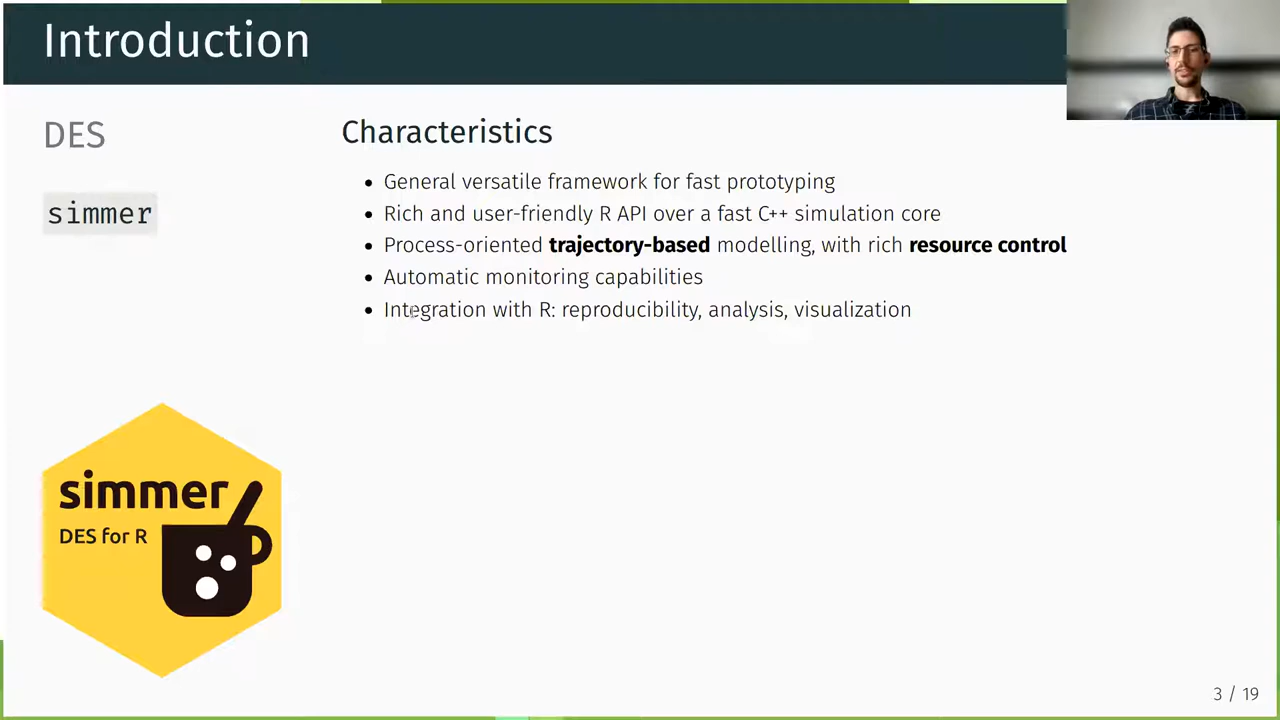 Introduction
DES
simmer
Characteristics
• General versatile framework for fast prototyping
• Rich and user-friendly R API over a fast C++ simulation core
• Process-oriented trajectory-based modelling, with rich resource control
• Automatic monitoring capabilities
• Integration with R: reproducibility, analysis, visualization
simmer
DES for R
3 / 19